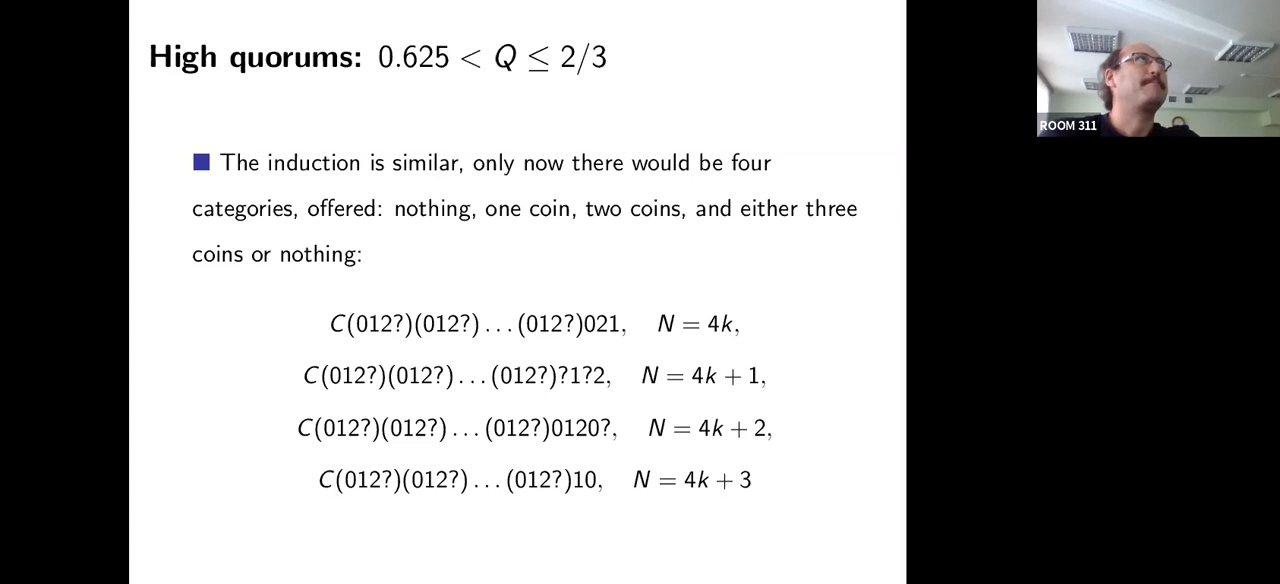 High quorums: 0.625 < Q ≤ 2/3
The induction is similar, only now there would be four
categories, offered: nothing, one coin, two coins, and either three
coins or nothing:
C(012?)(012?)...(012?)021, N = 4k,
C(012?)(012?)...(012?)?1?2, N = 4k + 1,
C(012?)(012?)...(012?)0120?, N = 4k + 2,
C(012?)(012?)...(012?)10, N = 4k + 3
ROOM 311